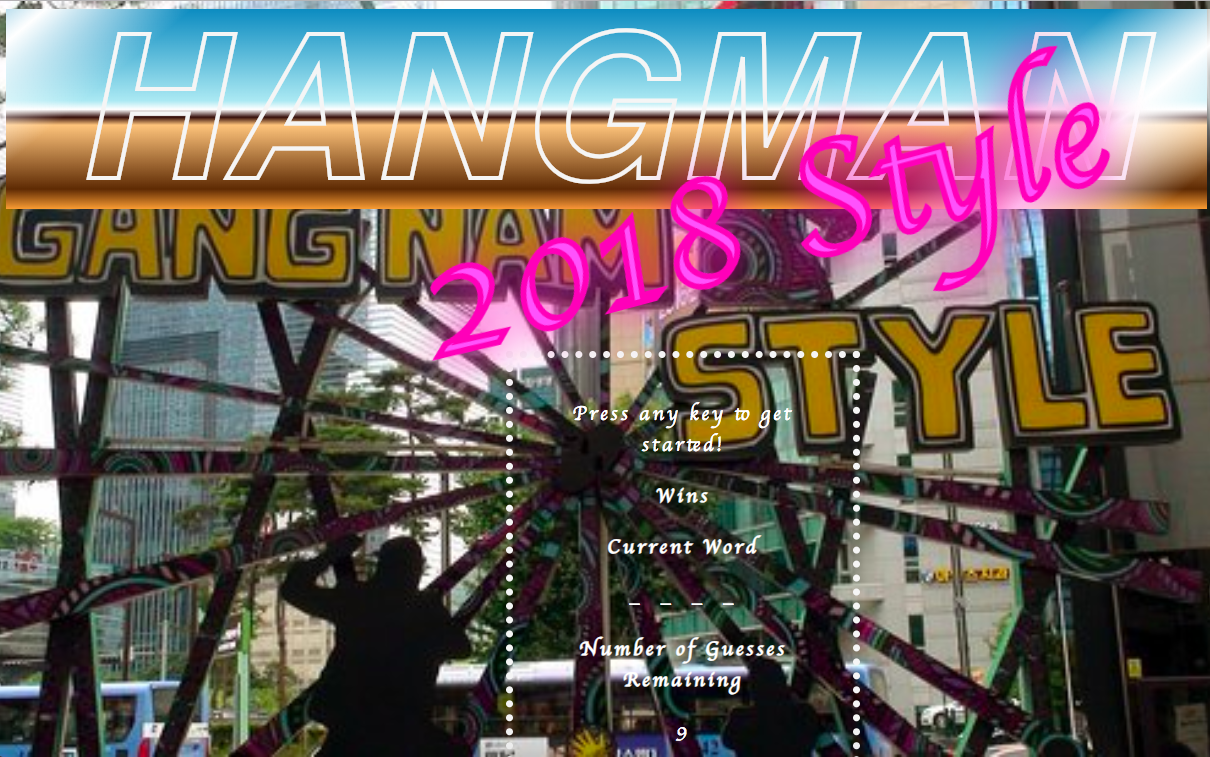 HANGMAN
2018 Style
GANGNAM
STYLE
Press any key to get
started!
Wins
Current Word
_ _ _ _
Number of Guesses
Remaining
9
42